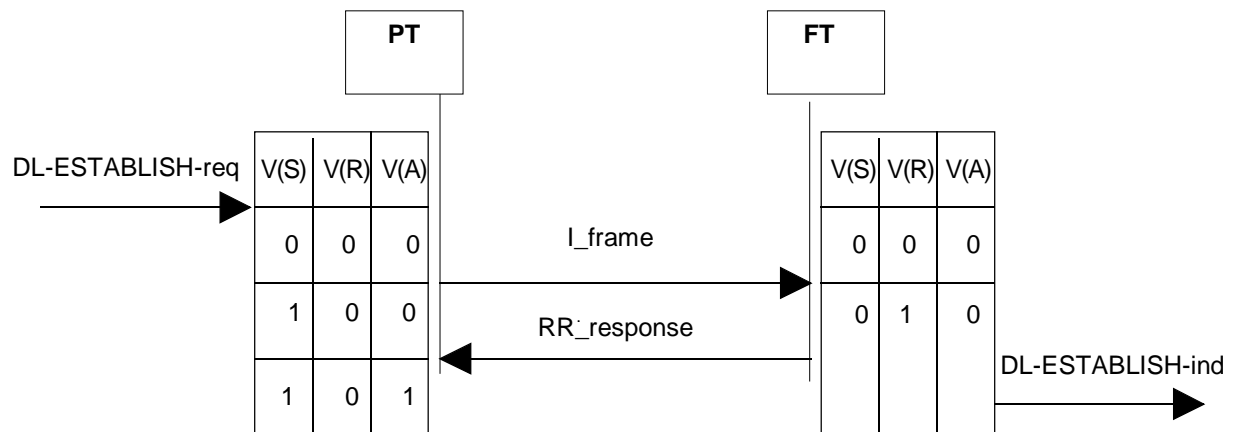 PT
FT
DL-ESTABLISH-req
V(S) V(R) V(A)
V(S) V(R) V(A)
0 0 0
I_frame
0 0 0
1 0 0
RR_response
0 1 0
DL-ESTABLISH-ind
1 0 1